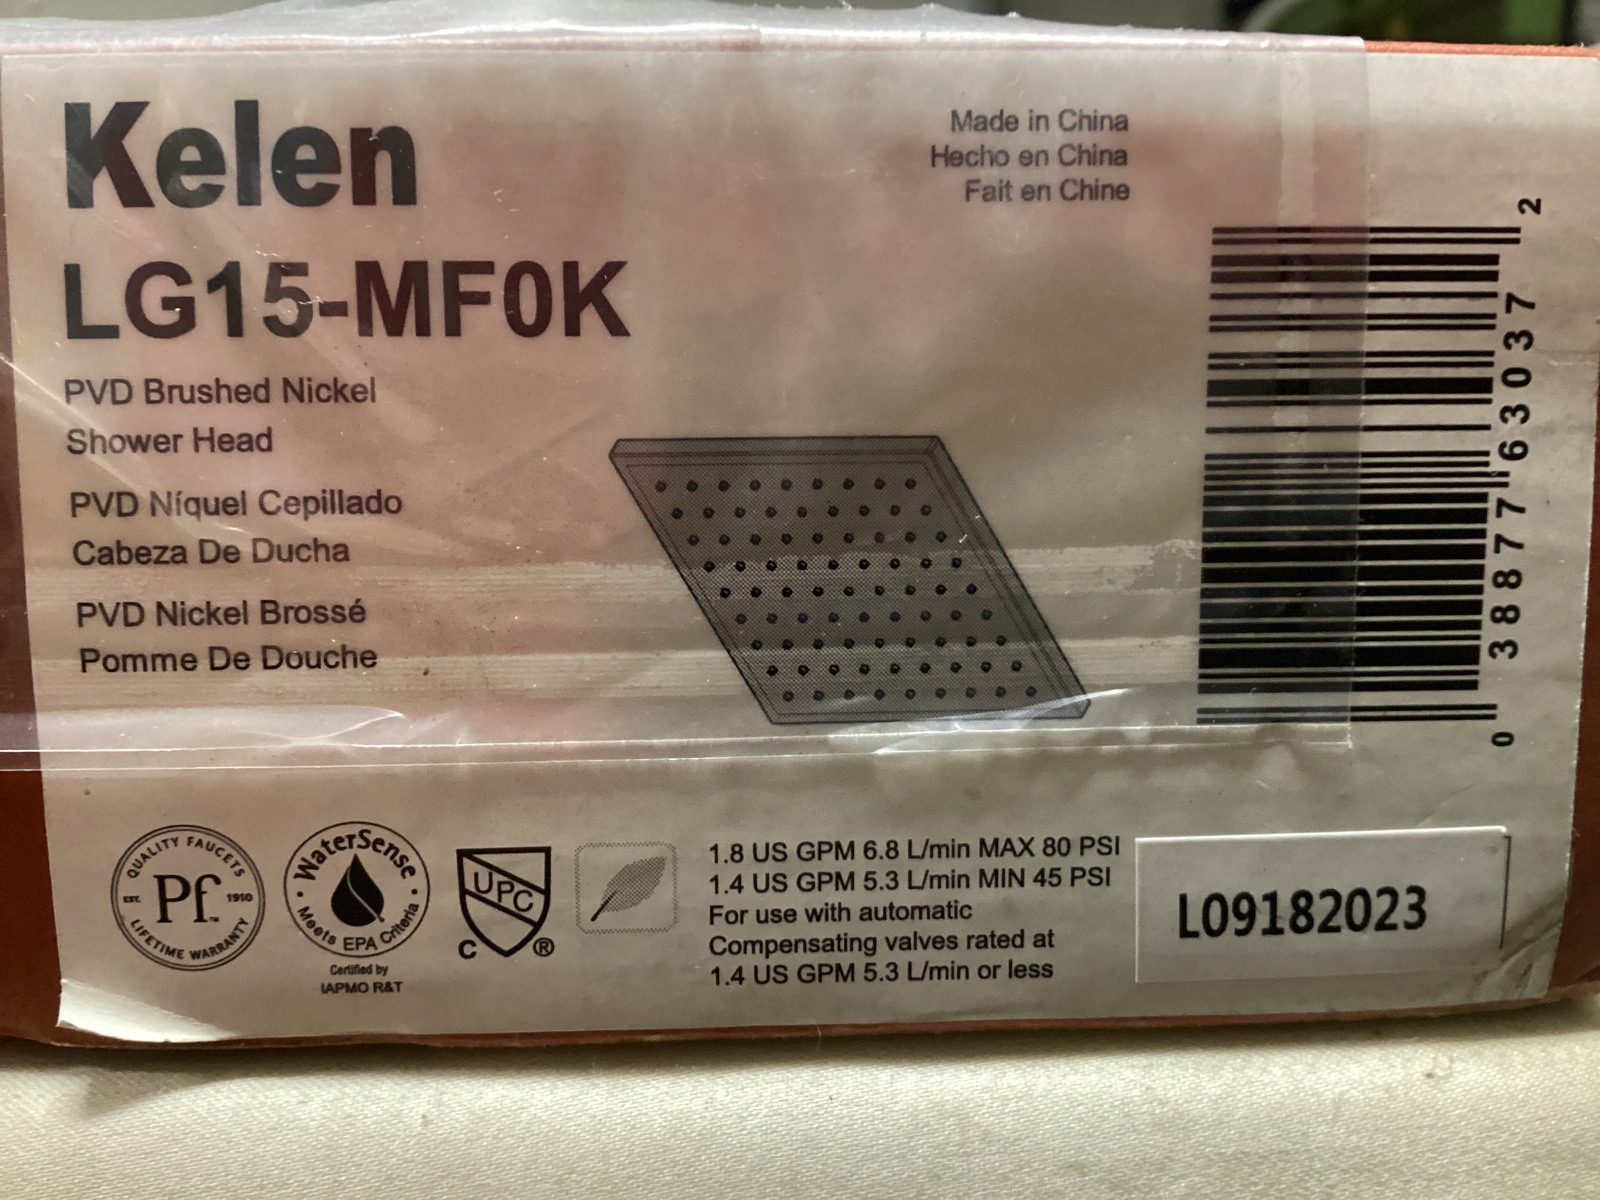 Kelen
LG15-MF0K
PVD Brushed Nickel
Shower Head
PVD Níquel Cepillado
Cabeza De Ducha
PVD Nickel Brossé
Pomme De Douche
Made in China
Hecho en China
Fait en Chine
0 38877 63037 2
QUALITY FAUCETS
EST. Pf™ 1910
LIFETIME WARRANTY
WaterSense
Meets EPA Criteria
Certified by
IAPMO R&T
UPC
C ®
1.8 US GPM 6.8 L/min MAX 80 PSI
1.4 US GPM 5.3 L/min MIN 45 PSI
For use with automatic
Compensating valves rated at
1.4 US GPM 5.3 L/min or less
L09182023